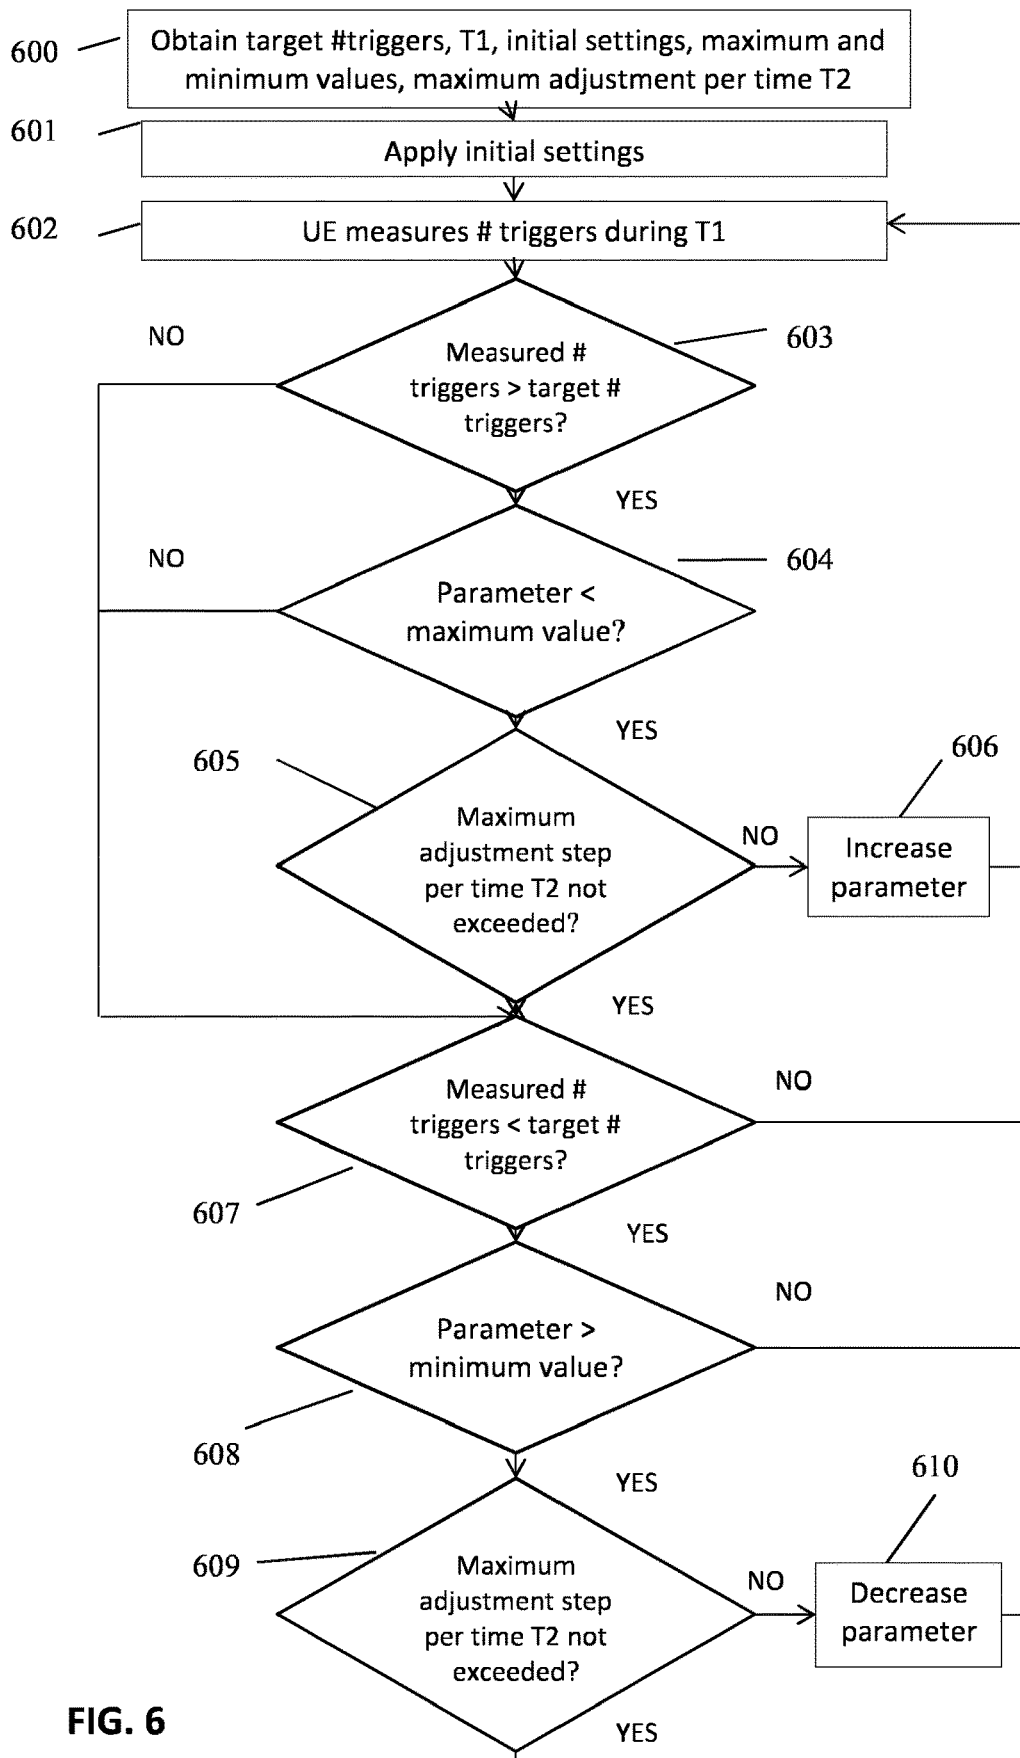 600
Obtain target #triggers, T1, initial settings, maximum and
minimum values, maximum adjustment per time T2
601
Apply initial settings
602
UE measures # triggers during T1
NO
603
Measured #
triggers > target #
triggers?
YES
NO
604
Parameter <
maximum value?
YES
605
606
Maximum
adjustment step
per time T2 not
exceeded?
NO
Increase
parameter
YES
Measured #
triggers < target #
triggers?
NO
607
YES
NO
Parameter >
minimum value?
608
YES
610
609
Maximum
adjustment step
per time T2 not
exceeded?
NO
Decrease
parameter
FIG. 6
YES